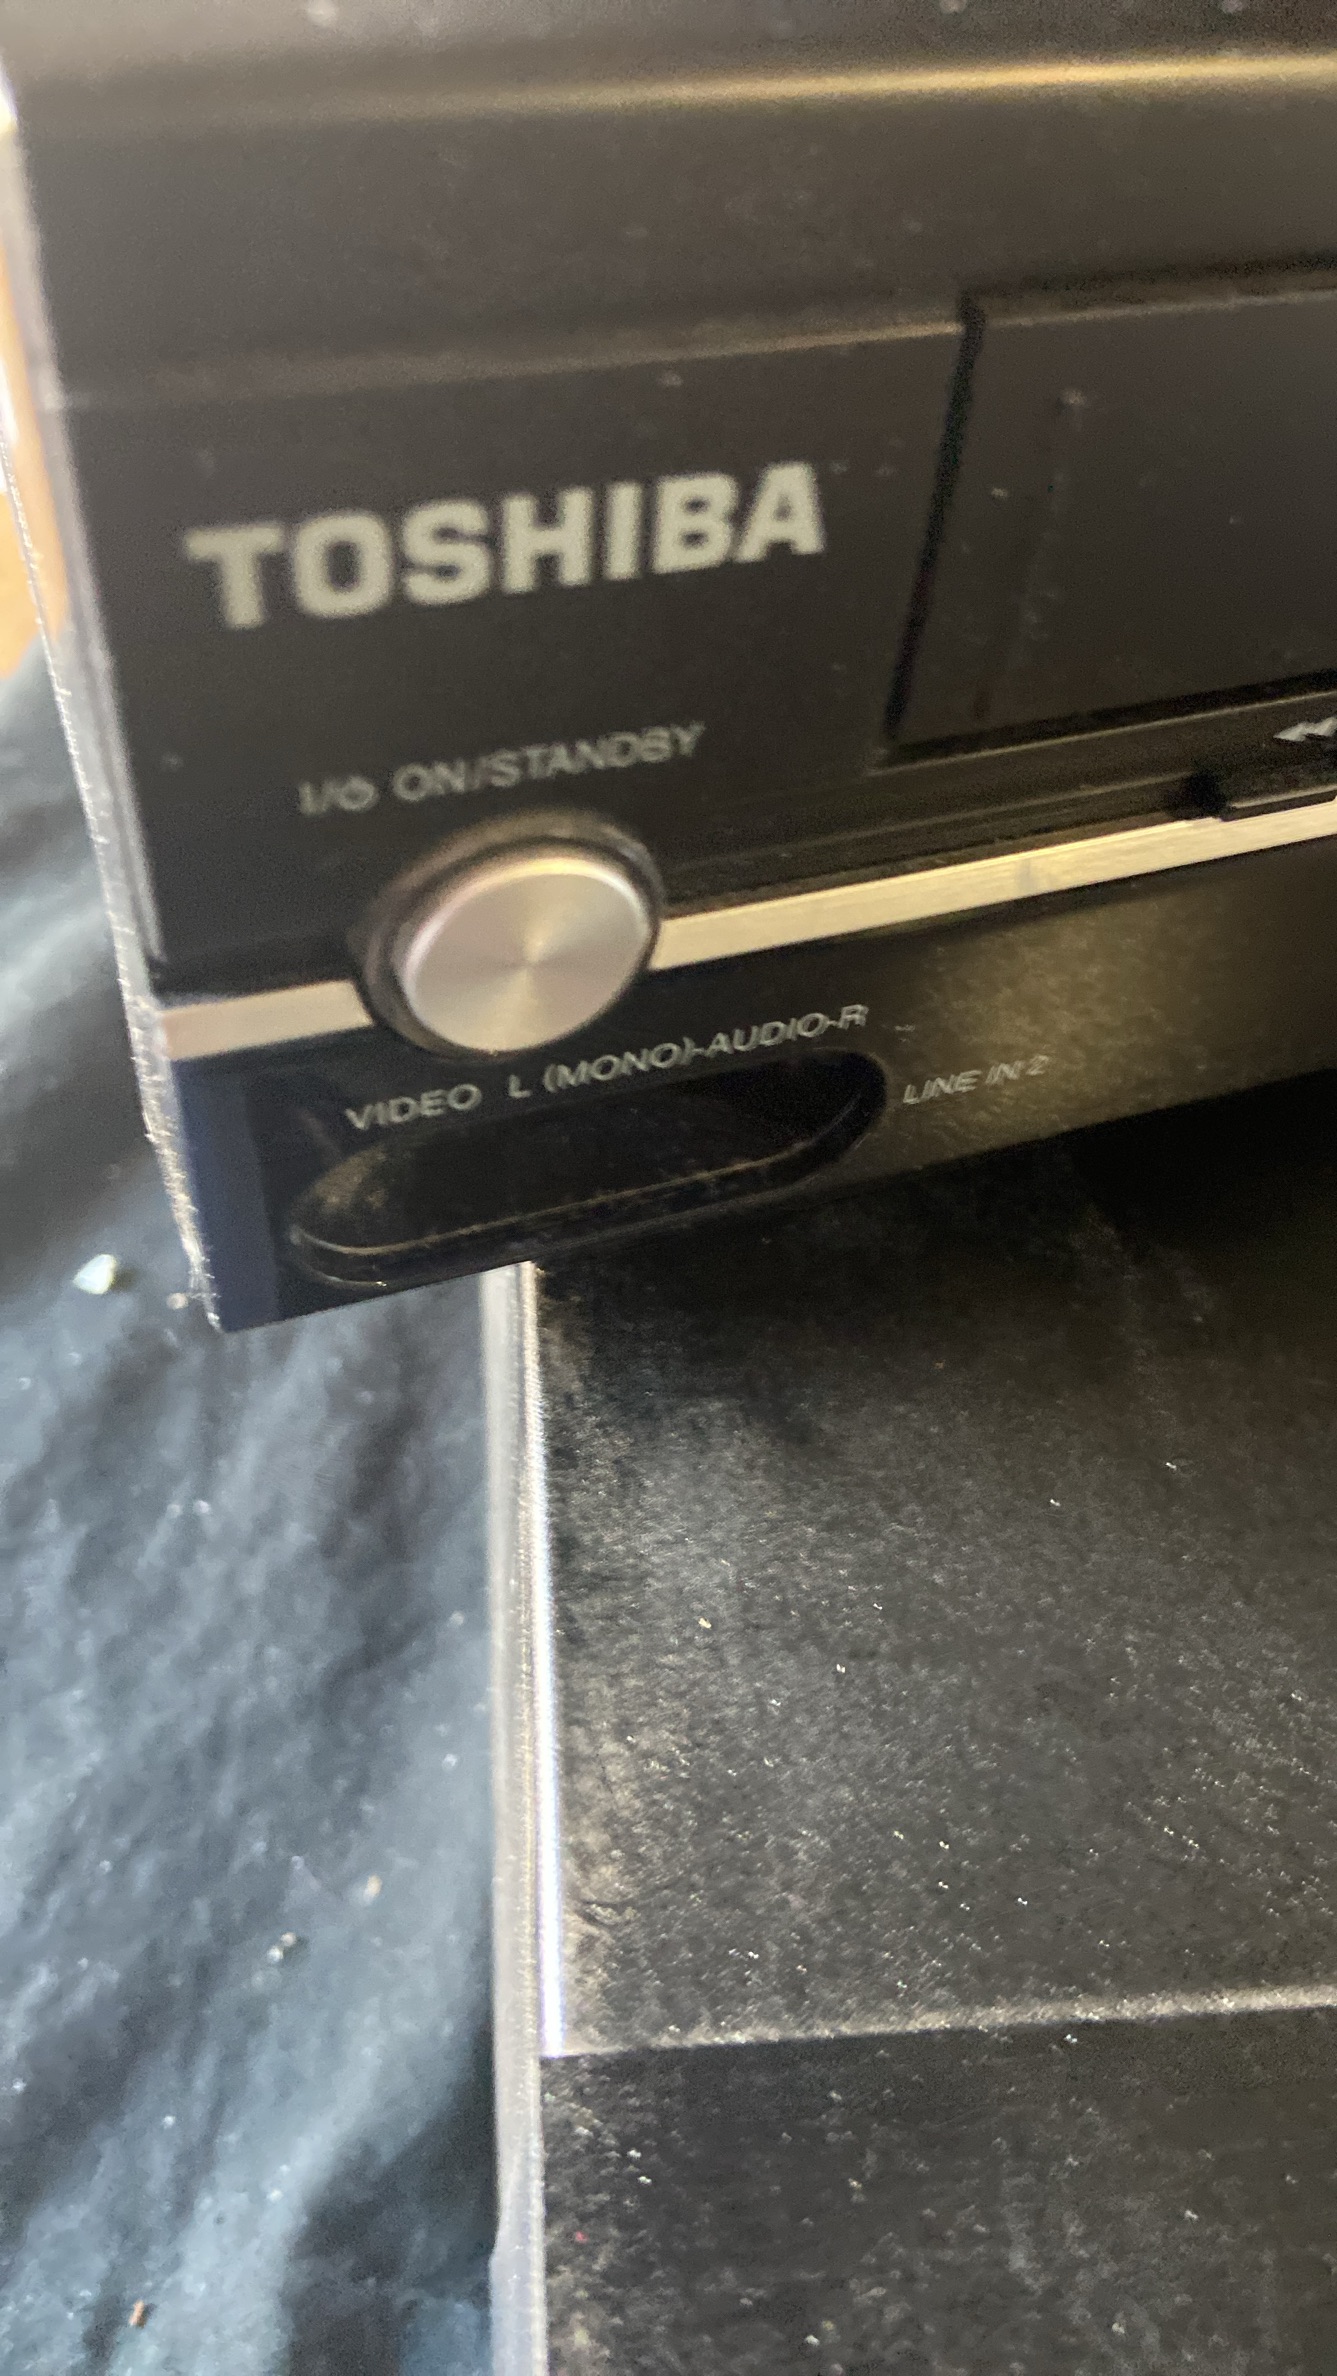 TOSHIBA
I/⏻ ON/STANDBY
VIDEO L (MONO)-AUDIO-R
LINE IN 2